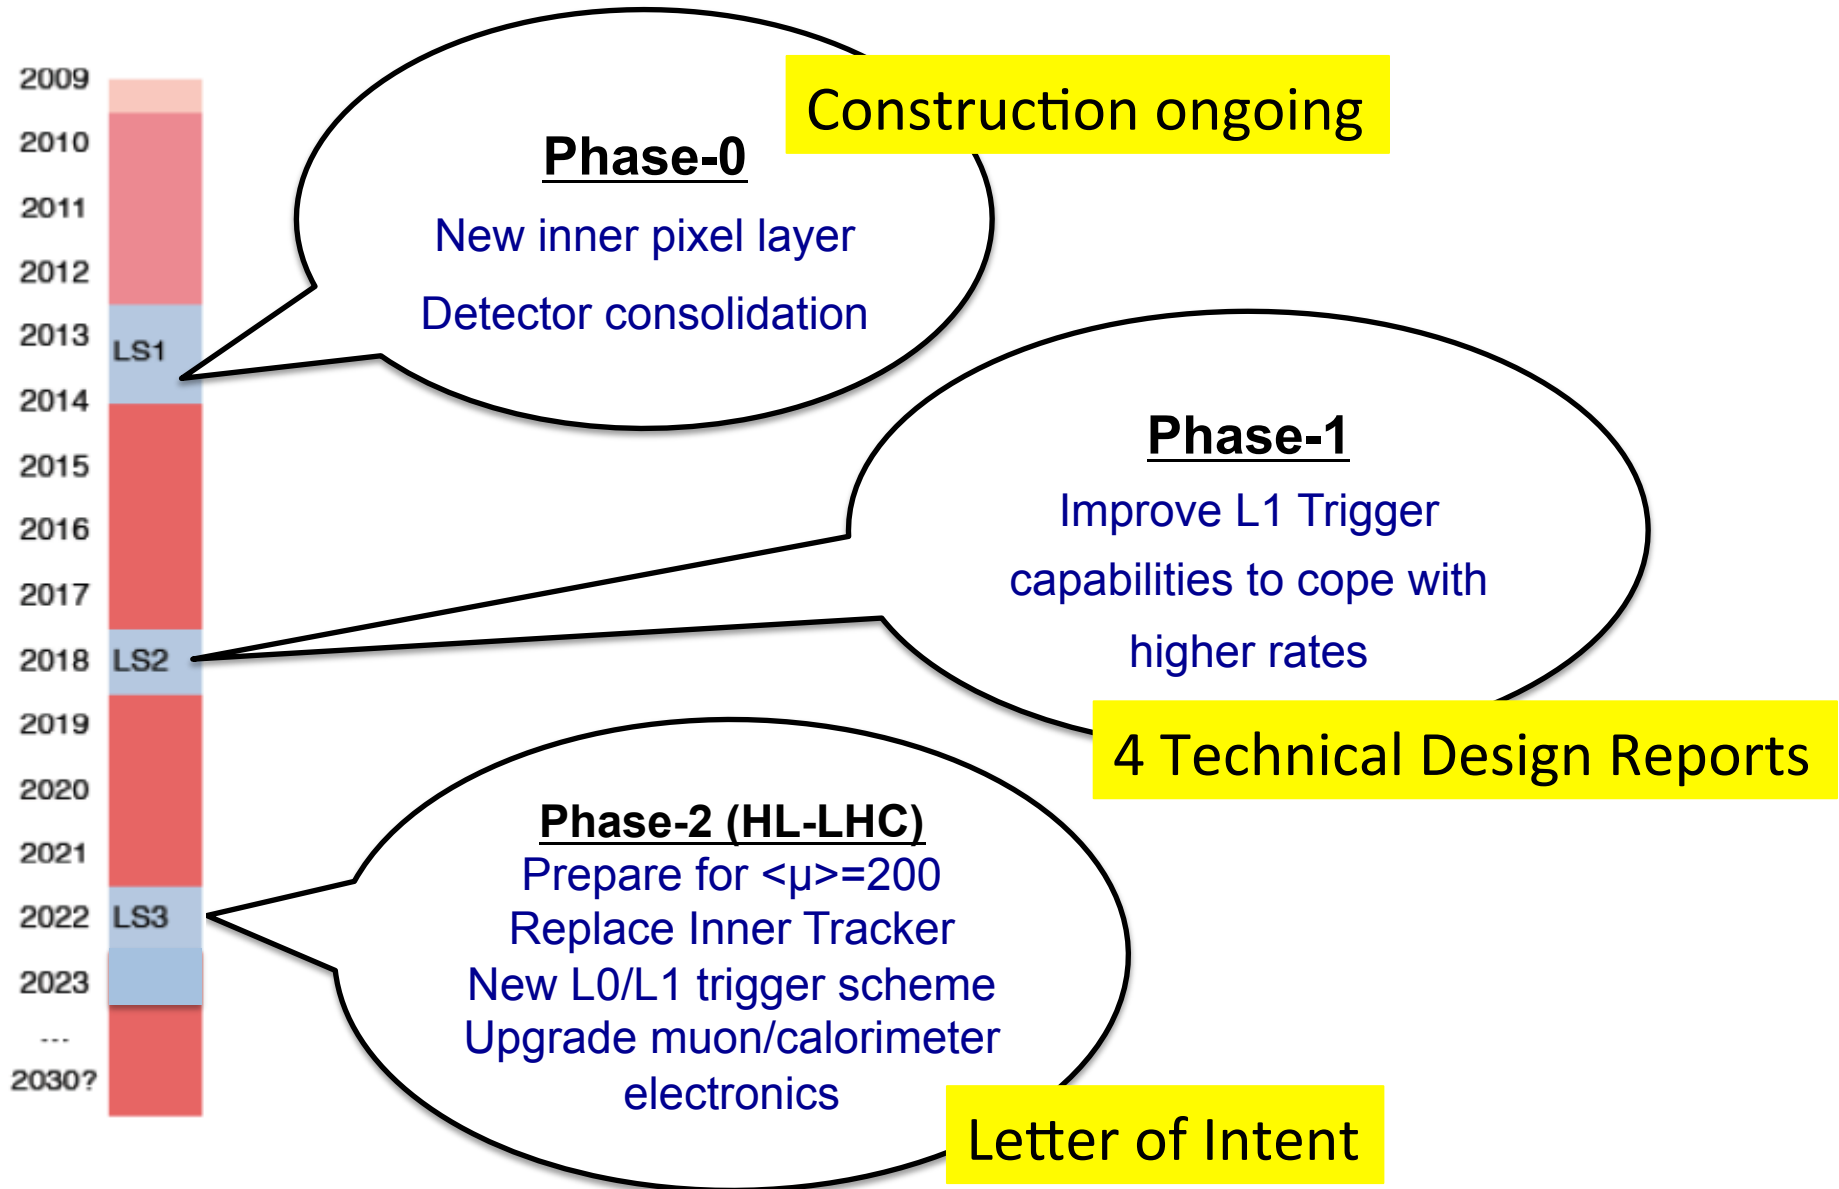 2009
2010
2011
2012
2013
LS1
2014
2015
2016
2017
2018
LS2
2019
2020
2021
2022
LS3
2023
...
2030?
Construction ongoing
Phase-0
New inner pixel layer
Detector consolidation
Phase-1
Improve L1 Trigger
capabilities to cope with
higher rates
4 Technical Design Reports
Phase-2 (HL-LHC)
Prepare for <µ>=200
Replace Inner Tracker
New L0/L1 trigger scheme
Upgrade muon/calorimeter
electronics
Letter of Intent